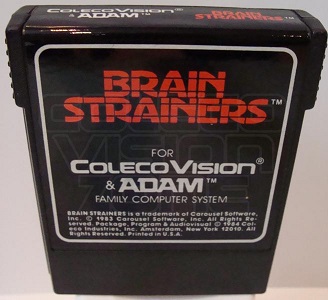 COLECOVISION®
& ADAM™
BRAIN
STRAINERS™
BRAIN
STRAINERS™
FOR
COLECOVISION®
& ADAM™
FAMILY COMPUTER SYSTEM
BRAIN STRAINERS is a trademark of Carousel Software,
Inc. © 1983 Carousel Software, Inc. All Rights Re-
served. Package, Program & Audiovisual © 1984 Col-
eco Industries, Inc. Amsterdam, New York 12010. All
Rights Reserved. Printed in U.S.A.